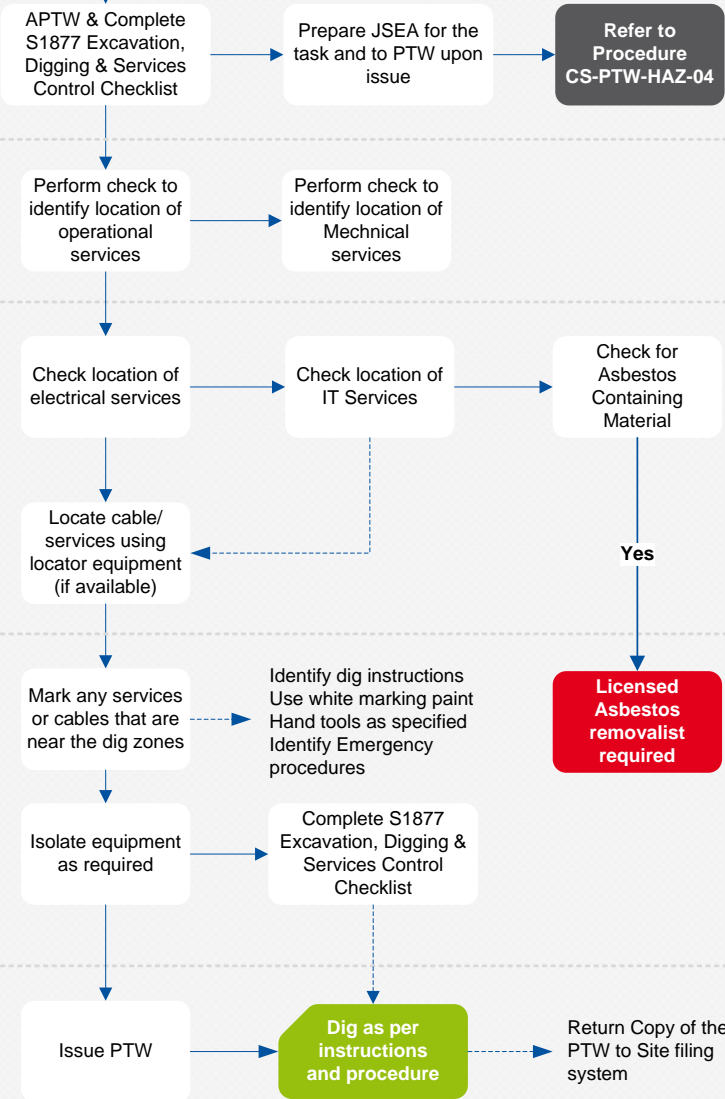 APTW & Complete
S1877 Excavation,
Digging & Services
Control Checklist
Prepare JSEA for the
task and to PTW upon
issue
Refer to
Procedure
CS-PTW-HAZ-04
Perform check to
identify location of
operational
services
Perform check to
identify location of
Mechnical
services
Check location of
electrical services
Check location of
IT Services
Check for
Asbestos
Containing
Material
Locate cable/
services using
locator equipment
(if available)
Yes
Mark any services
or cables that are
near the dig zones
Identify dig instructions
Use white marking paint
Hand tools as specified
Identify Emergency
procedures
Licensed
Asbestos
removalist
required
Isolate equipment
as required
Complete S1877
Excavation, Digging &
Services Control
Checklist
Issue PTW
Dig as per
instructions
and procedure
Return Copy of the
PTW to Site filing
system